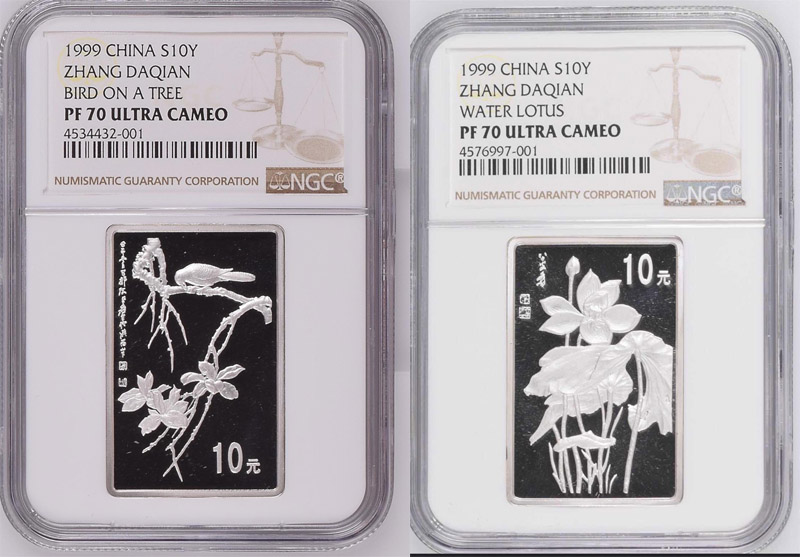 1999 CHINA S10Y
ZHANG DAQIAN
BIRD ON A TREE
PF 70 ULTRA CAMEO
4534432-001
NUMISMATIC GUARANTY CORPORATION
NGC®
10元
1999 CHINA S10Y
ZHANG DAQIAN
WATER LOTUS
PF 70 ULTRA CAMEO
4576997-001
NUMISMATIC GUARANTY CORPORATION
NGC®
10元